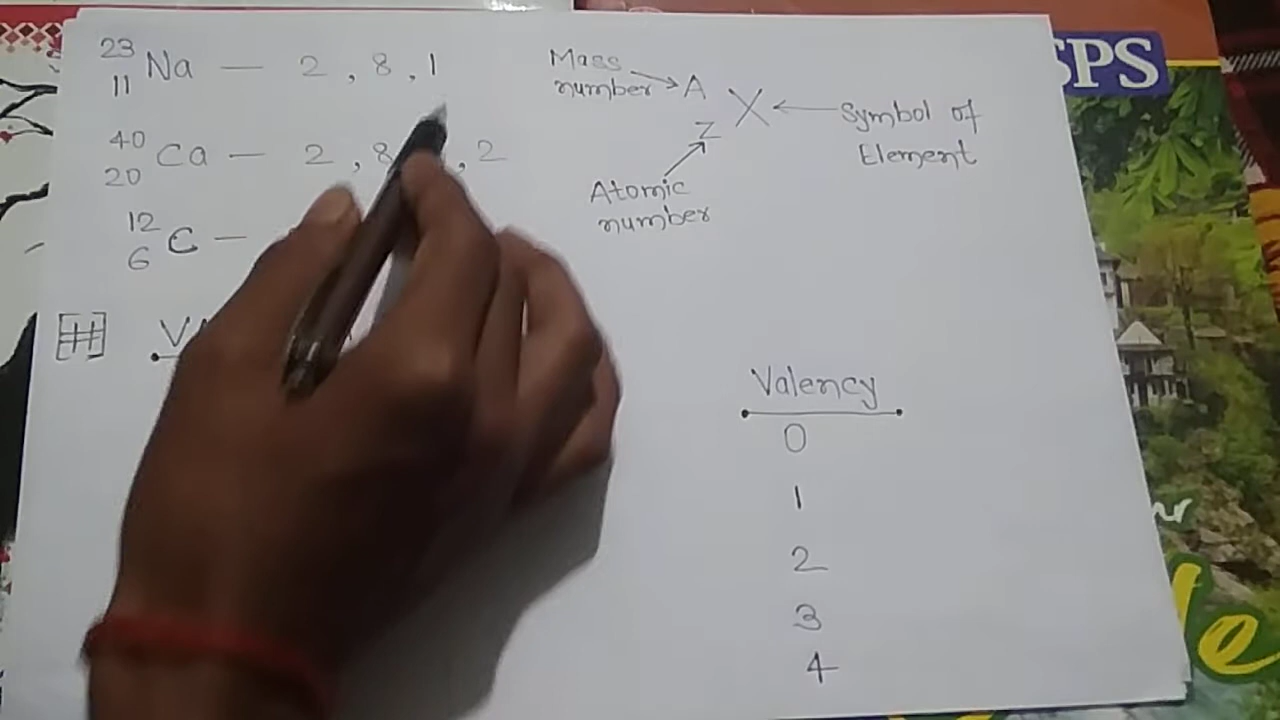 23
11 Na — 2 , 8 , 1
40
20 Ca — 2 , 8 , 2
12
6 C —
Mass
number → A
X ← Symbol of
Element
Z
Atomic
number
[H]
Valency
0
1
2
3
4
SPS